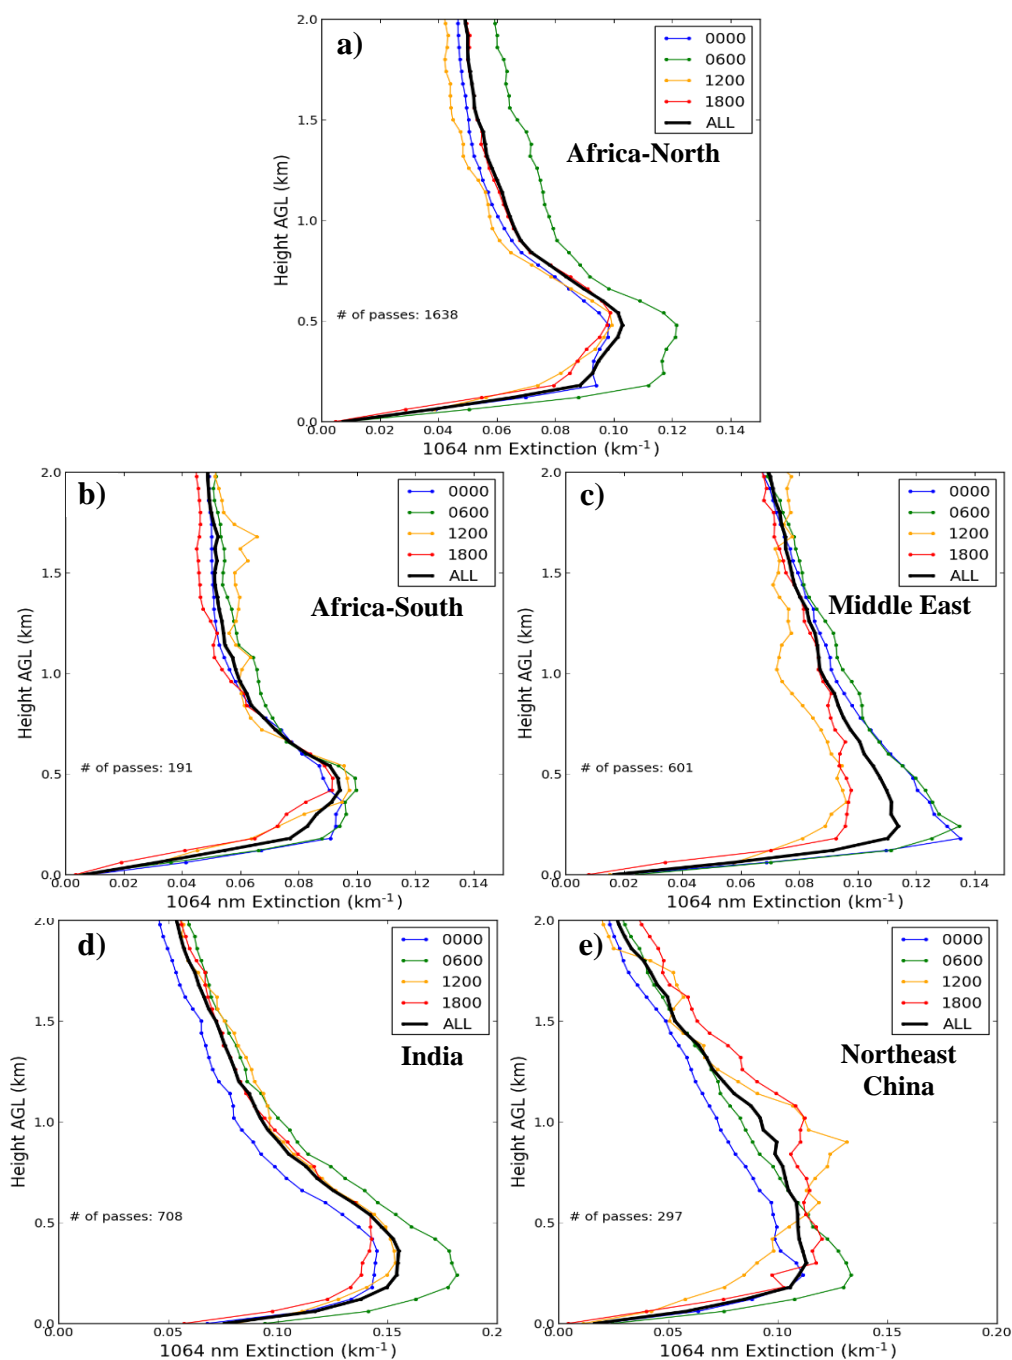 a)
2.0
1.5
1.0
0.5
0.0
Height AGL (km)
0000
0600
1200
1800
ALL
Africa-North
# of passes: 1638
0.00 0.02 0.04 0.06 0.08 0.10 0.12 0.14
1064 nm Extinction (km-1)
b)
2.0
1.5
1.0
0.5
0.0
Height AGL (km)
0000
0600
1200
1800
ALL
Africa-South
# of passes: 191
0.00 0.02 0.04 0.06 0.08 0.10 0.12 0.14
1064 nm Extinction (km-1)
c)
2.0
1.5
1.0
0.5
0.0
Height AGL (km)
0000
0600
1200
1800
ALL
Middle East
# of passes: 601
0.00 0.02 0.04 0.06 0.08 0.10 0.12 0.14
1064 nm Extinction (km-1)
d)
2.0
1.5
1.0
0.5
0.0
Height AGL (km)
0000
0600
1200
1800
ALL
India
# of passes: 708
0.00 0.05 0.10 0.15 0.2
1064 nm Extinction (km-1)
e)
2.0
1.5
1.0
0.5
0.0
Height AGL (km)
0000
0600
1200
1800
ALL
Northeast
China
# of passes: 297
0.00 0.05 0.10 0.15 0.20
1064 nm Extinction (km-1)